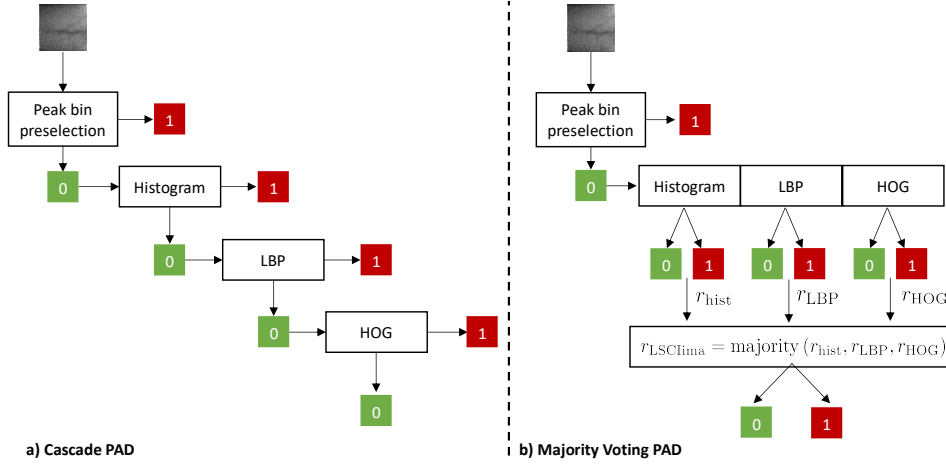 Peak bin
preselection
1
0
Histogram
1
0
LBP
1
0
HOG
1
0
a) Cascade PAD
Peak bin
preselection
1
0
Histogram LBP HOG
0 1 0 1 0 1
r_hist r_LBP r_HOG
r_LSCIima = majority (r_hist, r_LBP, r_HOG)
0 1
b) Majority Voting PAD